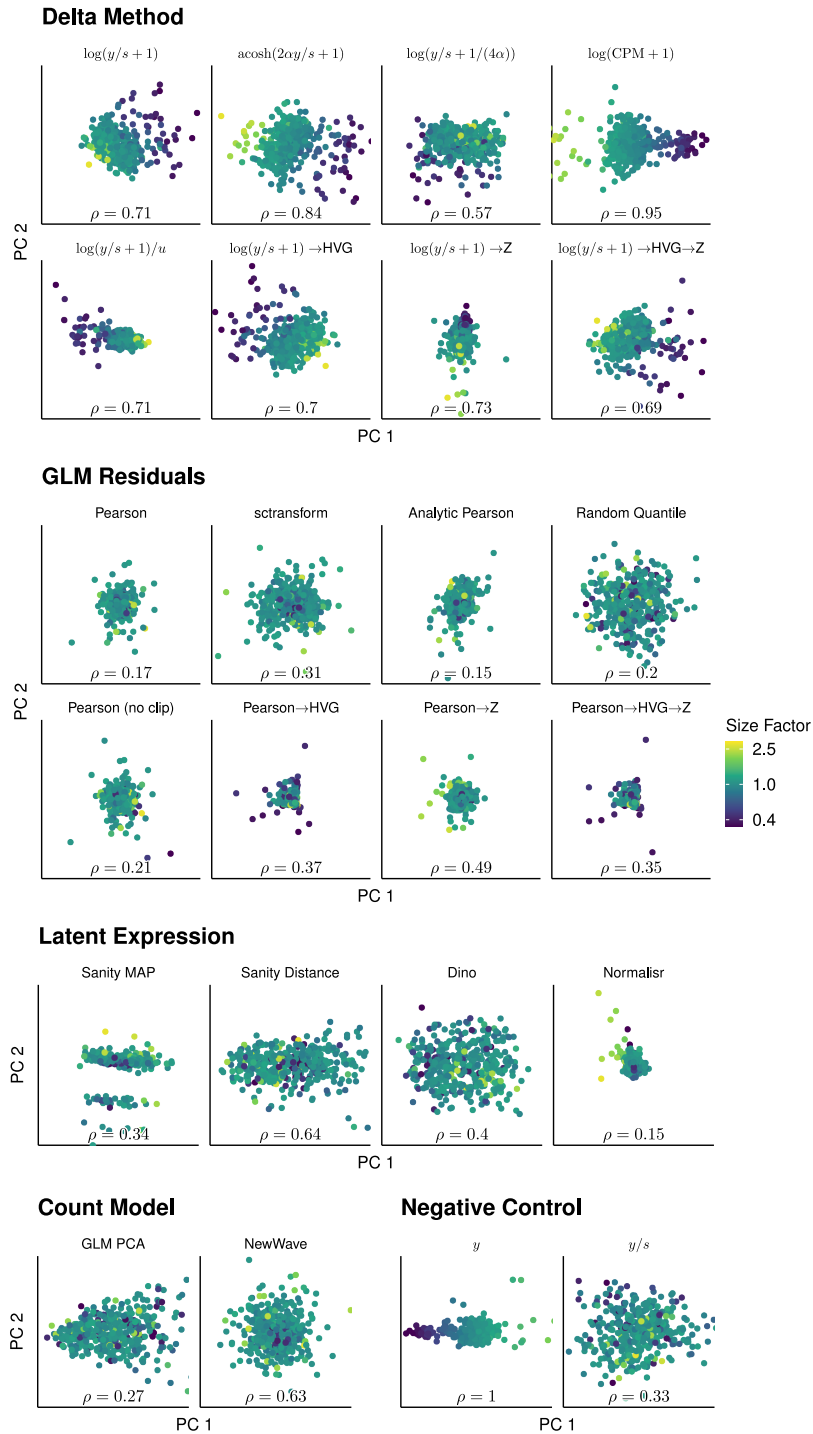 Delta Method
log(y/s + 1) acosh(2αy/s + 1) log(y/s + 1/(4α)) log(CPM + 1)
ρ = 0.71 ρ = 0.84 ρ = 0.57 ρ = 0.95
PC 2
log(y/s + 1)/u log(y/s + 1) →HVG log(y/s + 1) →Z log(y/s + 1) →HVG→Z
ρ = 0.71 ρ = 0.7 ρ = 0.73 ρ = 0.69
PC 1
GLM Residuals
Pearson sctransform Analytic Pearson Random Quantile
ρ = 0.17 ρ = 0.31 ρ = 0.15 ρ = 0.2
PC 2
Pearson (no clip) Pearson→HVG Pearson→Z Pearson→HVG→Z
ρ = 0.21 ρ = 0.37 ρ = 0.49 ρ = 0.35
PC 1
Size Factor
2.5
1.0
0.4
Latent Expression
Sanity MAP Sanity Distance Dino Normalisr
PC 2
ρ = 0.34 ρ = 0.64 ρ = 0.4 ρ = 0.15
PC 1
Count Model Negative Control
GLM PCA NewWave y y/s
PC 2
ρ = 0.27 ρ = 0.63 ρ = 1 ρ = 0.33
PC 1 PC 1